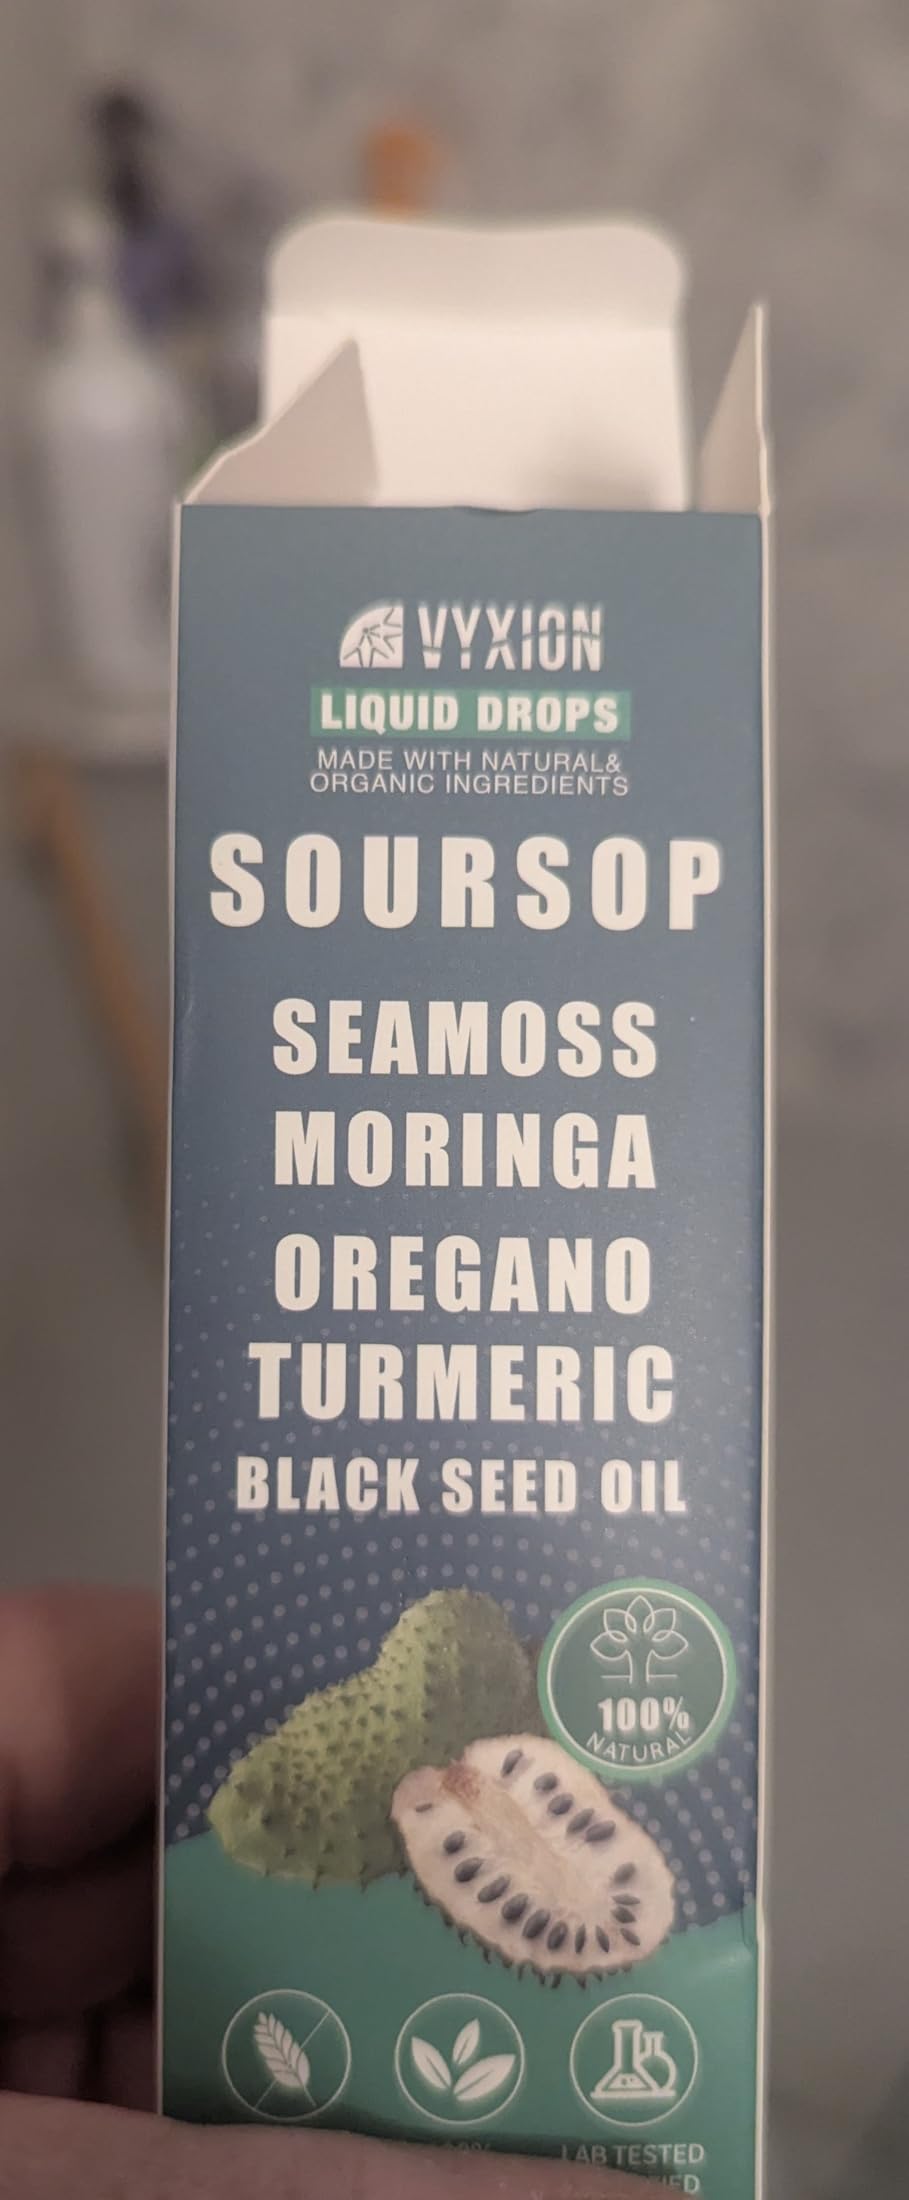 VYXION
LIQUID DROPS
MADE WITH NATURAL&
ORGANIC INGREDIENTS
SOURSOP
SEAMOSS
MORINGA
OREGANO
TURMERIC
BLACK SEED OIL
100%
NATURAL
LAB TESTED